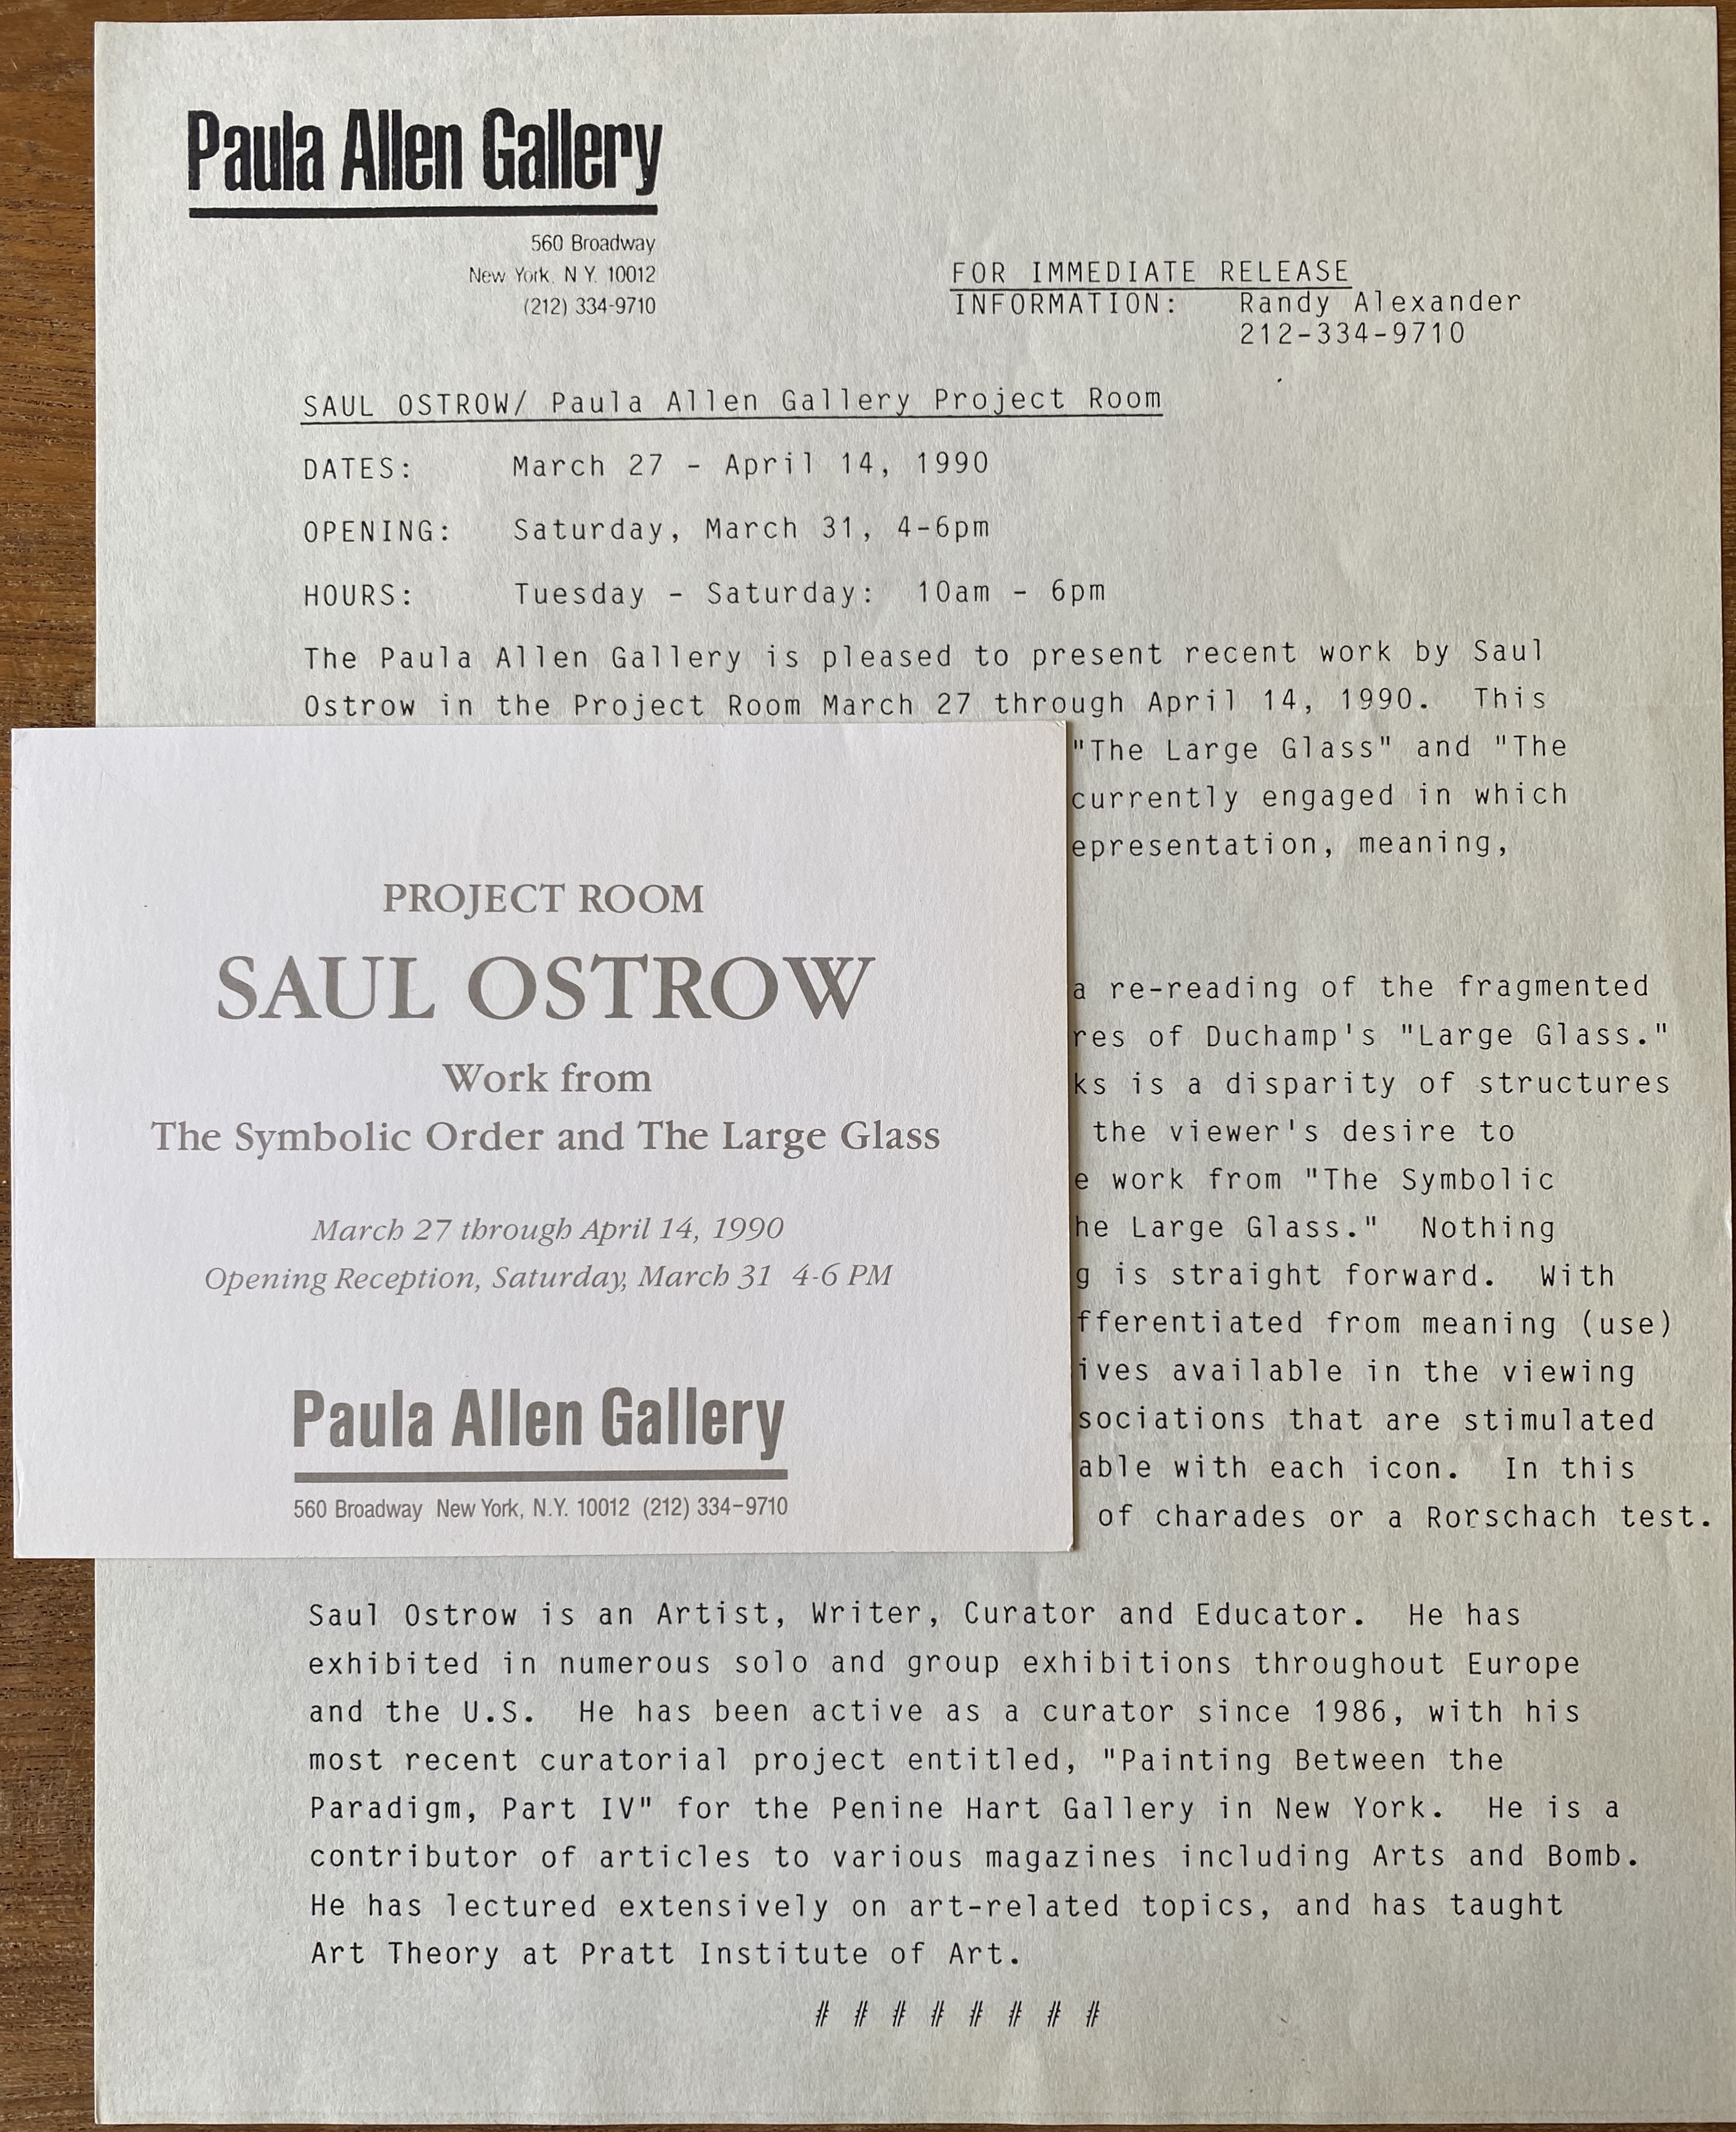 Paula Allen Gallery
560 Broadway
New York, N.Y. 10012
(212) 334-9710
FOR IMMEDIATE RELEASE
INFORMATION: Randy Alexander
212-334-9710
SAUL OSTROW/ Paula Allen Gallery Project Room
DATES: March 27 - April 14, 1990
OPENING: Saturday, March 31, 4-6pm
HOURS: Tuesday - Saturday: 10am - 6pm
The Paula Allen Gallery is pleased to present recent work by Saul
Ostrow in the Project Room March 27 through April 14, 1990. This
"The Large Glass" and "The
currently engaged in which
epresentation, meaning,
a re-reading of the fragmented
res of Duchamp's "Large Glass."
ks is a disparity of structures
the viewer's desire to
e work from "The Symbolic
he Large Glass." Nothing
g is straight forward. With
fferentiated from meaning (use)
ives available in the viewing
sociations that are stimulated
able with each icon. In this
of charades or a Rorschach test.
PROJECT ROOM
SAUL OSTROW
Work from
The Symbolic Order and The Large Glass
March 27 through April 14, 1990
Opening Reception, Saturday, March 31 4-6 PM
Paula Allen Gallery
560 Broadway New York, N.Y. 10012 (212) 334-9710
Saul Ostrow is an Artist, Writer, Curator and Educator. He has
exhibited in numerous solo and group exhibitions throughout Europe
and the U.S. He has been active as a curator since 1986, with his
most recent curatorial project entitled, "Painting Between the
Paradigm, Part IV" for the Penine Hart Gallery in New York. He is a
contributor of articles to various magazines including Arts and Bomb.
He has lectured extensively on art-related topics, and has taught
Art Theory at Pratt Institute of Art.
# # # # # # # #